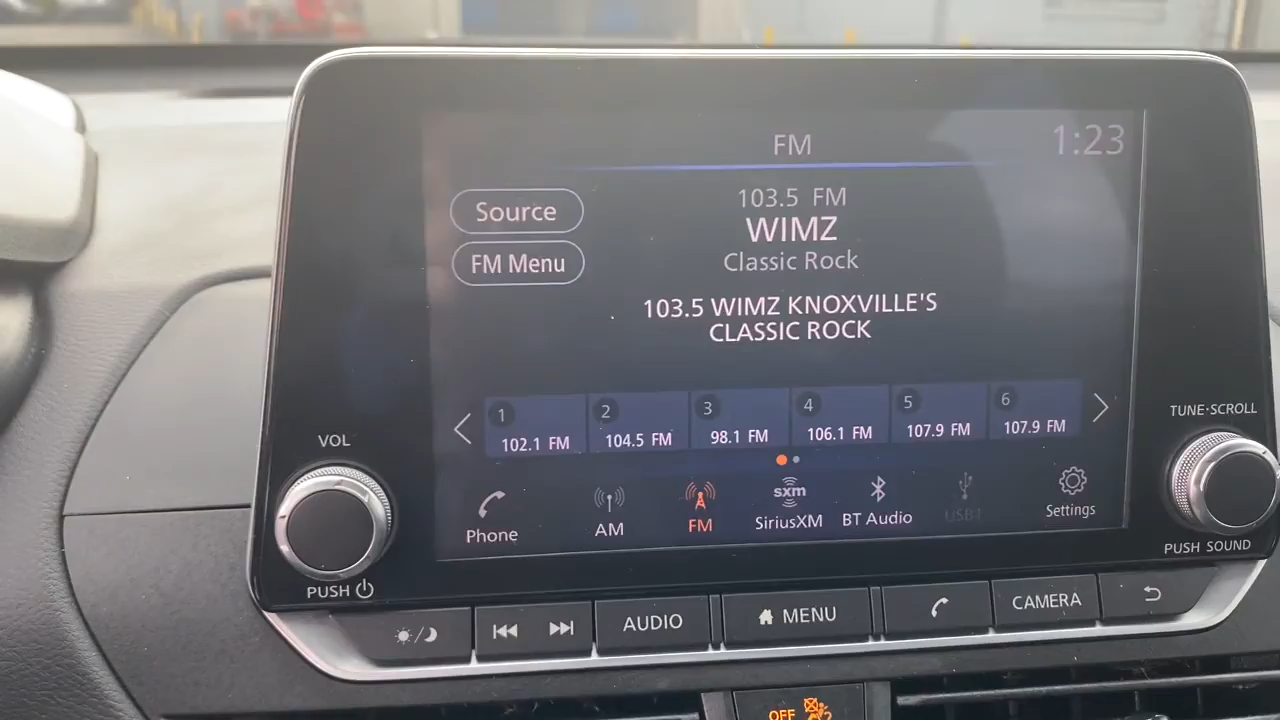 FM
1:23
Source
FM Menu
103.5 FM
WIMZ
Classic Rock
103.5 WIMZ KNOXVILLE'S
CLASSIC ROCK
1
102.1 FM
2
104.5 FM
3
98.1 FM
4
106.1 FM
5
107.9 FM
6
107.9 FM
VOL
TUNE·SCROLL
Phone
AM
FM
sxm
SiriusXM
BT Audio
USB1
Settings
PUSH
PUSH SOUND
AUDIO
MENU
CAMERA
OFF
2